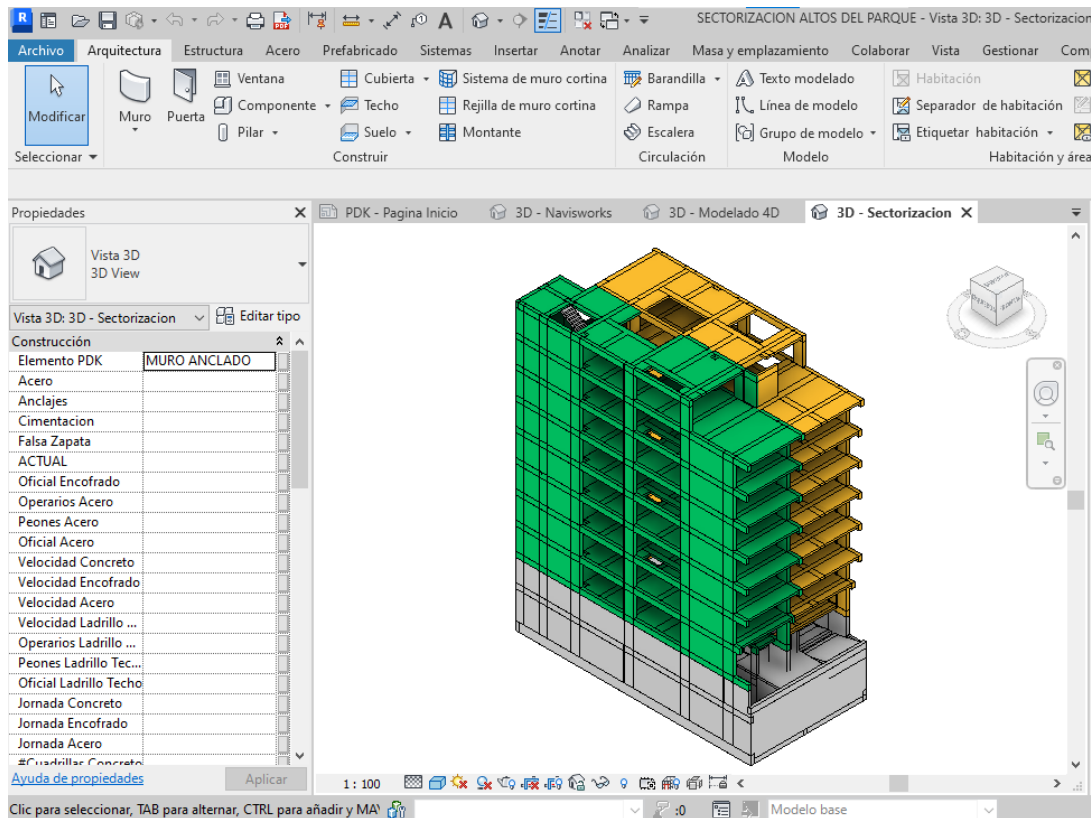 R
SECTORIZACION ALTOS DEL PARQUE - Vista 3D: 3D - Sectorizacion
Archivo Arquitectura Estructura Acero Prefabricado Sistemas Insertar Anotar Analizar Masa y emplazamiento Colaborar Vista Gestionar Com
Modificar
Muro
Puerta
Ventana
Componente
Pilar
Cubierta
Techo
Suelo
Sistema de muro cortina
Rejilla de muro cortina
Montante
Barandilla
Rampa
Escalera
Texto modelado
Línea de modelo
Grupo de modelo
Habitación
Separador de habitación
Etiquetar habitación
Seleccionar Construir Circulación Modelo Habitación y área
Propiedades
PDK - Pagina Inicio 3D - Navisworks 3D - Modelado 4D 3D - Sectorizacion
Vista 3D
3D View
Vista 3D: 3D - Sectorizacion Editar tipo
Construcción
Elemento PDK MURO ANCLADO
Acero
Anclajes
Cimentacion
Falsa Zapata
ACTUAL
Oficial Encofrado
Operarios Acero
Peones Acero
Oficial Acero
Velocidad Concreto
Velocidad Encofrado
Velocidad Acero
Velocidad Ladrillo ...
Operarios Ladrillo ...
Peones Ladrillo Tec...
Oficial Ladrillo Techo
Jornada Concreto
Jornada Encofrado
Jornada Acero
#Cuadrillas Concreto
Ayuda de propiedades Aplicar
1 : 100
Clic para seleccionar, TAB para alternar, CTRL para añadir y MAY
:0
Modelo base